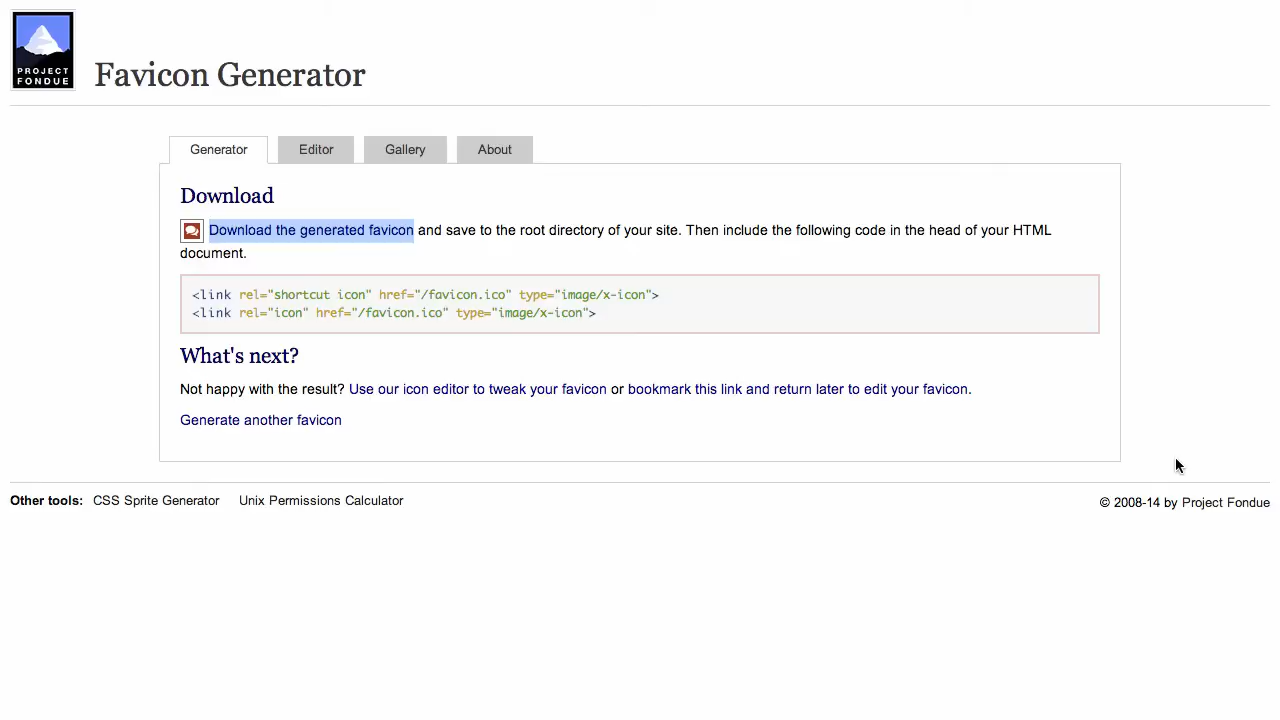 PROJECT
FONDUE
Favicon Generator
Generator Editor Gallery About
Download
Download the generated favicon and save to the root directory of your site. Then include the following code in the head of your HTML
document.
<link rel="shortcut icon" href="/favicon.ico" type="image/x-icon">
<link rel="icon" href="/favicon.ico" type="image/x-icon">
What's next?
Not happy with the result? Use our icon editor to tweak your favicon or bookmark this link and return later to edit your favicon.
Generate another favicon
Other tools: CSS Sprite Generator Unix Permissions Calculator
© 2008-14 by Project Fondue